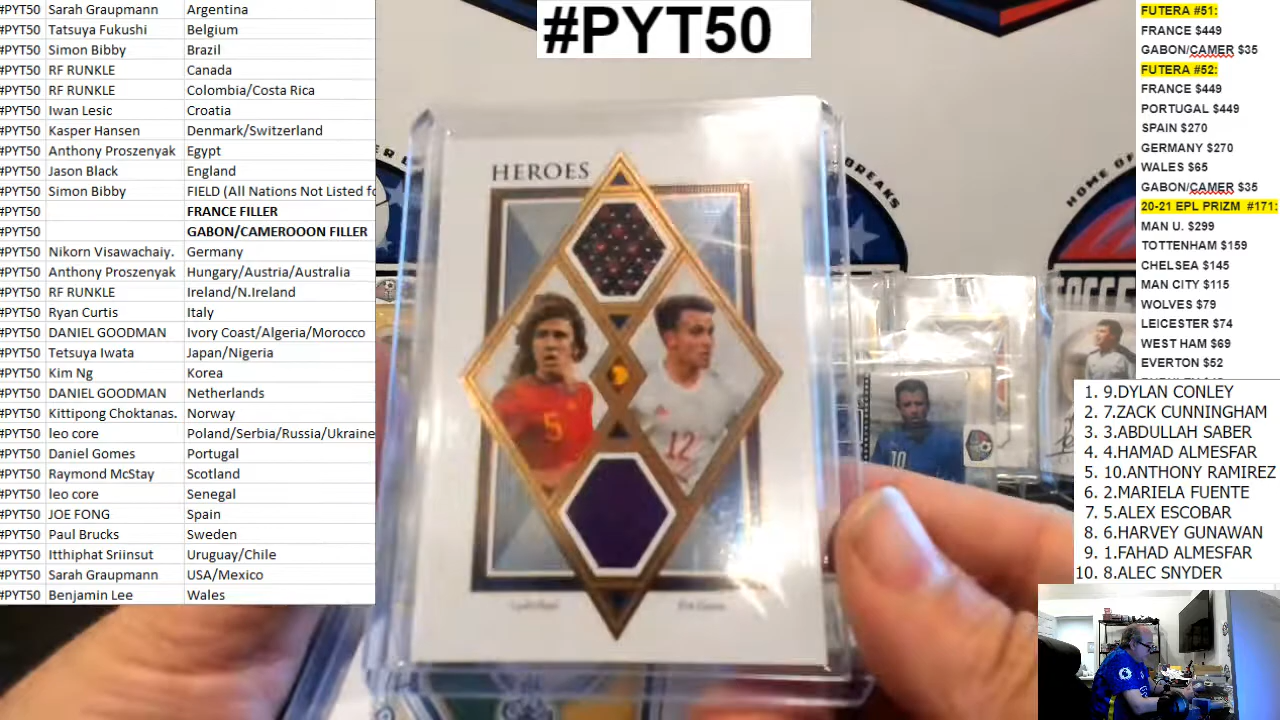 #PYT50 Sarah Graupmann Argentina
#PYT50 Tatsuya Fukushi Belgium
#PYT50 Simon Bibby Brazil
#PYT50 RF RUNKLE Canada
#PYT50 RF RUNKLE Colombia/Costa Rica
#PYT50 Iwan Lesic Croatia
#PYT50 Kasper Hansen Denmark/Switzerland
#PYT50 Anthony Proszenyak Egypt
#PYT50 Jason Black England
#PYT50 Simon Bibby FIELD (All Nations Not Listed fo
#PYT50 FRANCE FILLER
#PYT50 GABON/CAMEROOON FILLER
#PYT50 Nikorn Visawachaiy. Germany
#PYT50 Anthony Proszenyak Hungary/Austria/Australia
#PYT50 RF RUNKLE Ireland/N.Ireland
#PYT50 Ryan Curtis Italy
#PYT50 DANIEL GOODMAN Ivory Coast/Algeria/Morocco
#PYT50 Tetsuya Iwata Japan/Nigeria
#PYT50 Kim Ng Korea
#PYT50 DANIEL GOODMAN Netherlands
#PYT50 Kittipong Choktanas. Norway
#PYT50 leo core Poland/Serbia/Russia/Ukraine
#PYT50 Daniel Gomes Portugal
#PYT50 Raymond McStay Scotland
#PYT50 leo core Senegal
#PYT50 JOE FONG Spain
#PYT50 Paul Brucks Sweden
#PYT50 Itthiphat Sriinsut Uruguay/Chile
#PYT50 Sarah Graupmann USA/Mexico
#PYT50 Benjamin Lee Wales
#PYT50
HEROES
5
12
10
BREAKS
HOME OF
FUTERA #51:
FRANCE $449
GABON/CAMER $35
FUTERA #52:
FRANCE $449
PORTUGAL $449
SPAIN $270
GERMANY $270
WALES $65
GABON/CAMER $35
20-21 EPL PRIZM #171:
MAN U. $299
TOTTENHAM $159
CHELSEA $145
MAN CITY $115
WOLVES $79
LEICESTER $74
WEST HAM $69
EVERTON $52
1. 9.DYLAN CONLEY
2. 7.ZACK CUNNINGHAM
3. 3.ABDULLAH SABER
4. 4.HAMAD ALMESFAR
5. 10.ANTHONY RAMIREZ
6. 2.MARIELA FUENTE
7. 5.ALEX ESCOBAR
8. 6.HARVEY GUNAWAN
9. 1.FAHAD ALMESFAR
10. 8.ALEC SNYDER